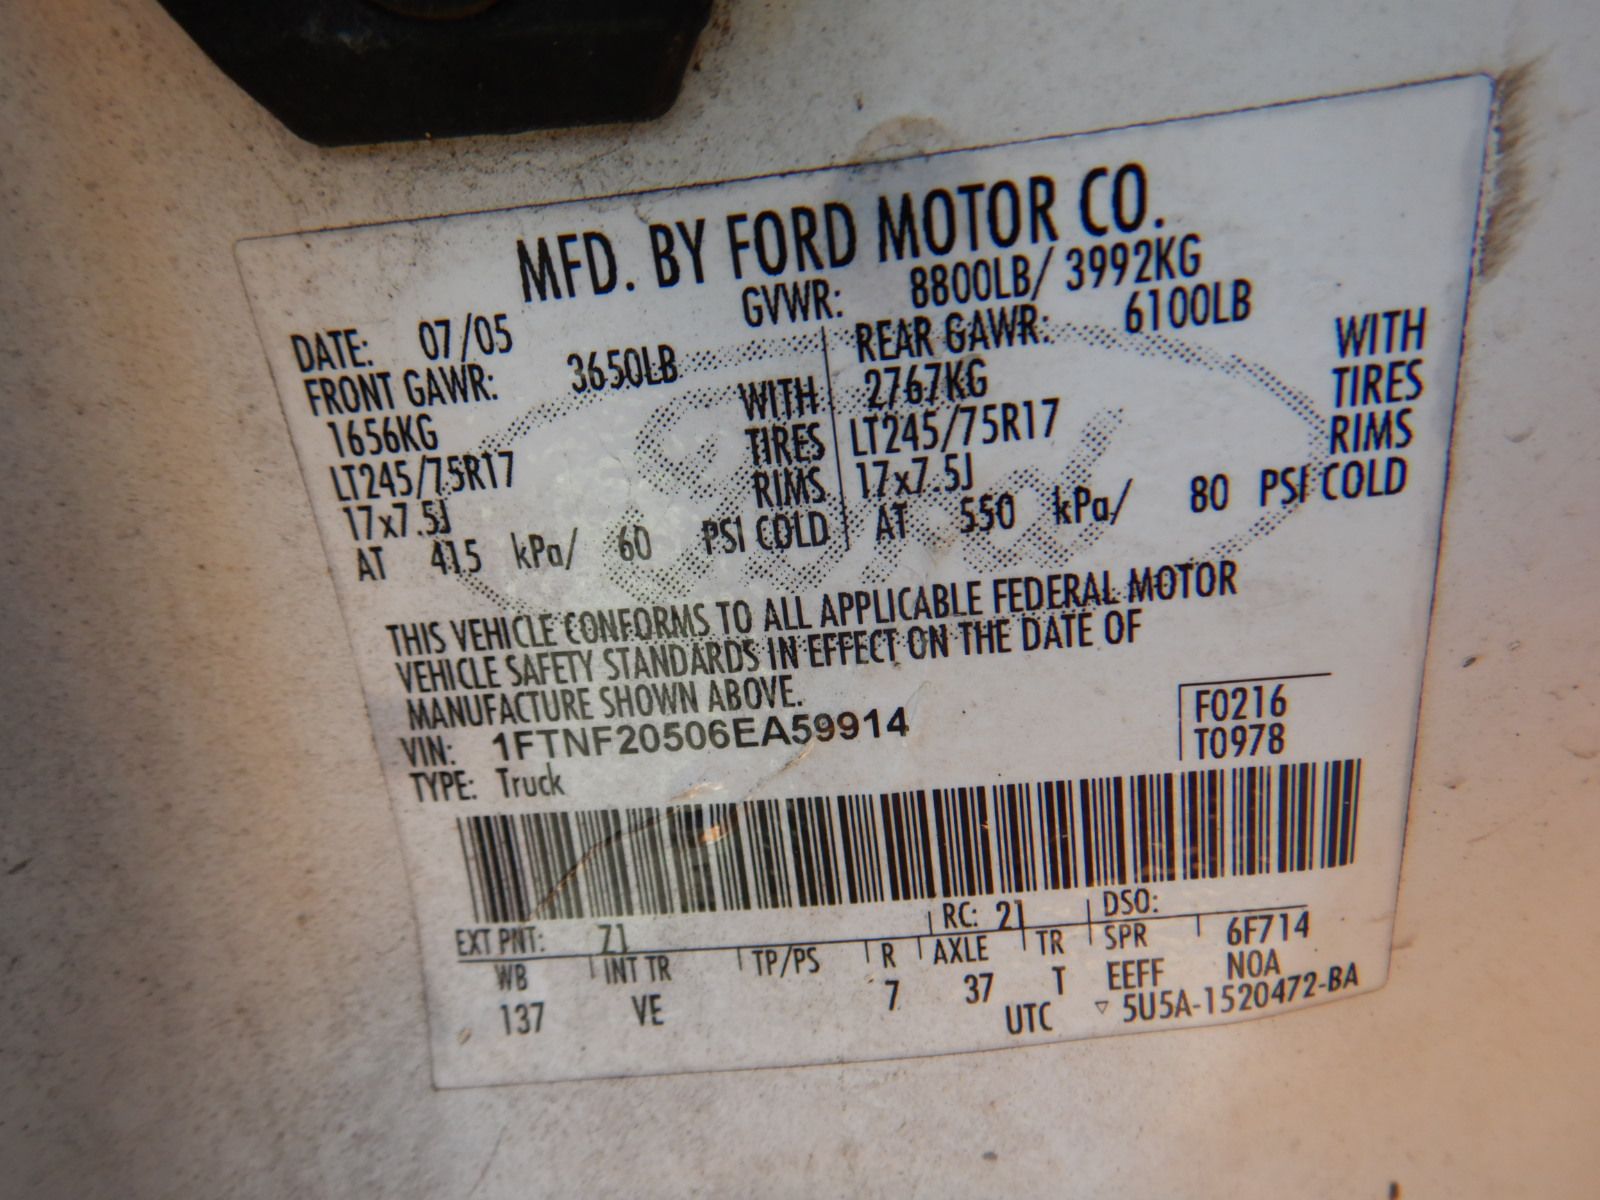 MFD. BY FORD MOTOR CO.
DATE: 07/05 GVWR: 8800LB/ 3992KG
FRONT GAWR: 3650LB REAR GAWR: 6100LB
1656KG WITH 2767KG WITH
LT245/75R17 TIRES LT245/75R17 TIRES
17x7.5J RIMS 17x7.5J RIMS
AT 415 kPa/ 60 PSI COLD AT 550 kPa/ 80 PSI COLD
THIS VEHICLE CONFORMS TO ALL APPLICABLE FEDERAL MOTOR
VEHICLE SAFETY STANDARDS IN EFFECT ON THE DATE OF
MANUFACTURE SHOWN ABOVE.
VIN: 1FTNF20506EA59914 F0216
TYPE: Truck T0978
EXT PNT: Z1 RC: 21 DSO:
WB INT TR TP/PS R AXLE TR SPR 6F714
137 VE 7 37 T EEFF NOA
UTC ▽ 5U5A-1520472-BA
Ford